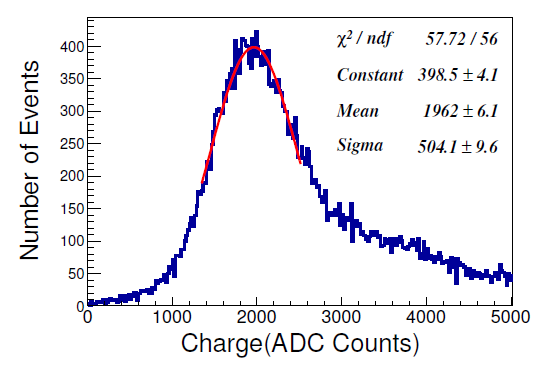 χ² / ndf 57.72 / 56
Constant 398.5 ± 4.1
Mean 1962 ± 6.1
Sigma 504.1 ± 9.6
Number of Events
400
350
300
250
200
150
100
50
0
0 1000 2000 3000 4000 5000
Charge(ADC Counts)